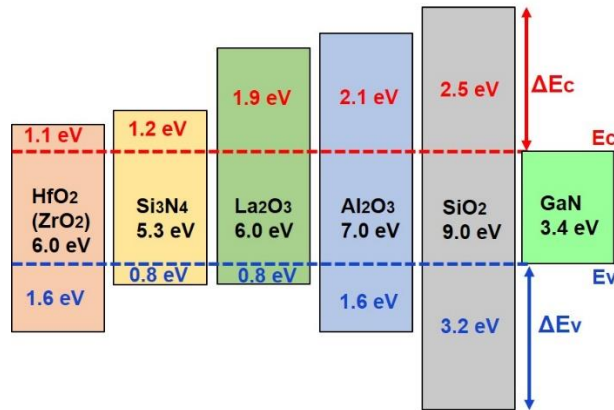 1.1 eV
HfO2
(ZrO2)
6.0 eV
1.6 eV
1.2 eV
Si3N4
5.3 eV
0.8 eV
1.9 eV
La2O3
6.0 eV
0.8 eV
2.1 eV
Al2O3
7.0 eV
1.6 eV
2.5 eV
SiO2
9.0 eV
3.2 eV
ΔEc
Ec
GaN
3.4 eV
Ev
ΔEv